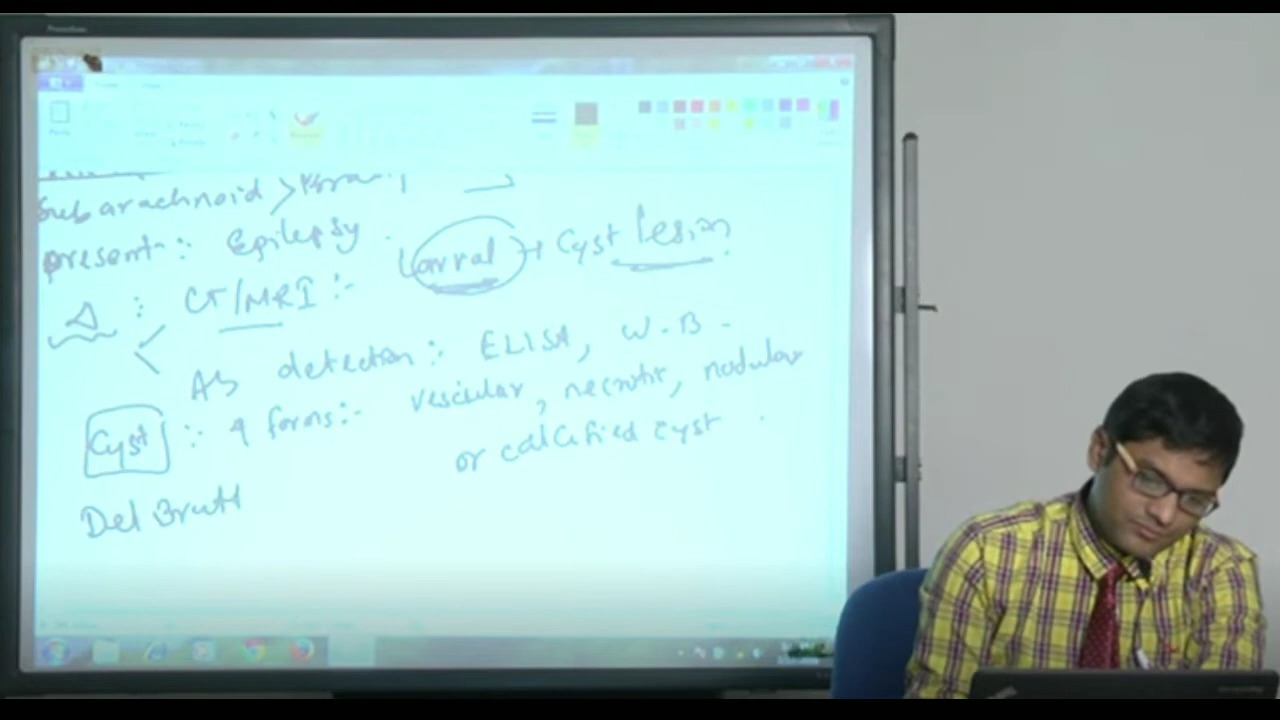 Subarachnoid > Brain
present :: Epilepsy.
Δ : CT/MRI :- Larval → Cyst Lesion
Ab detection :- ELISA, W.B -
Cyst :: 4 forms :- vesicular, necrotic, nodular
or calcified cyst.
Del Brutt